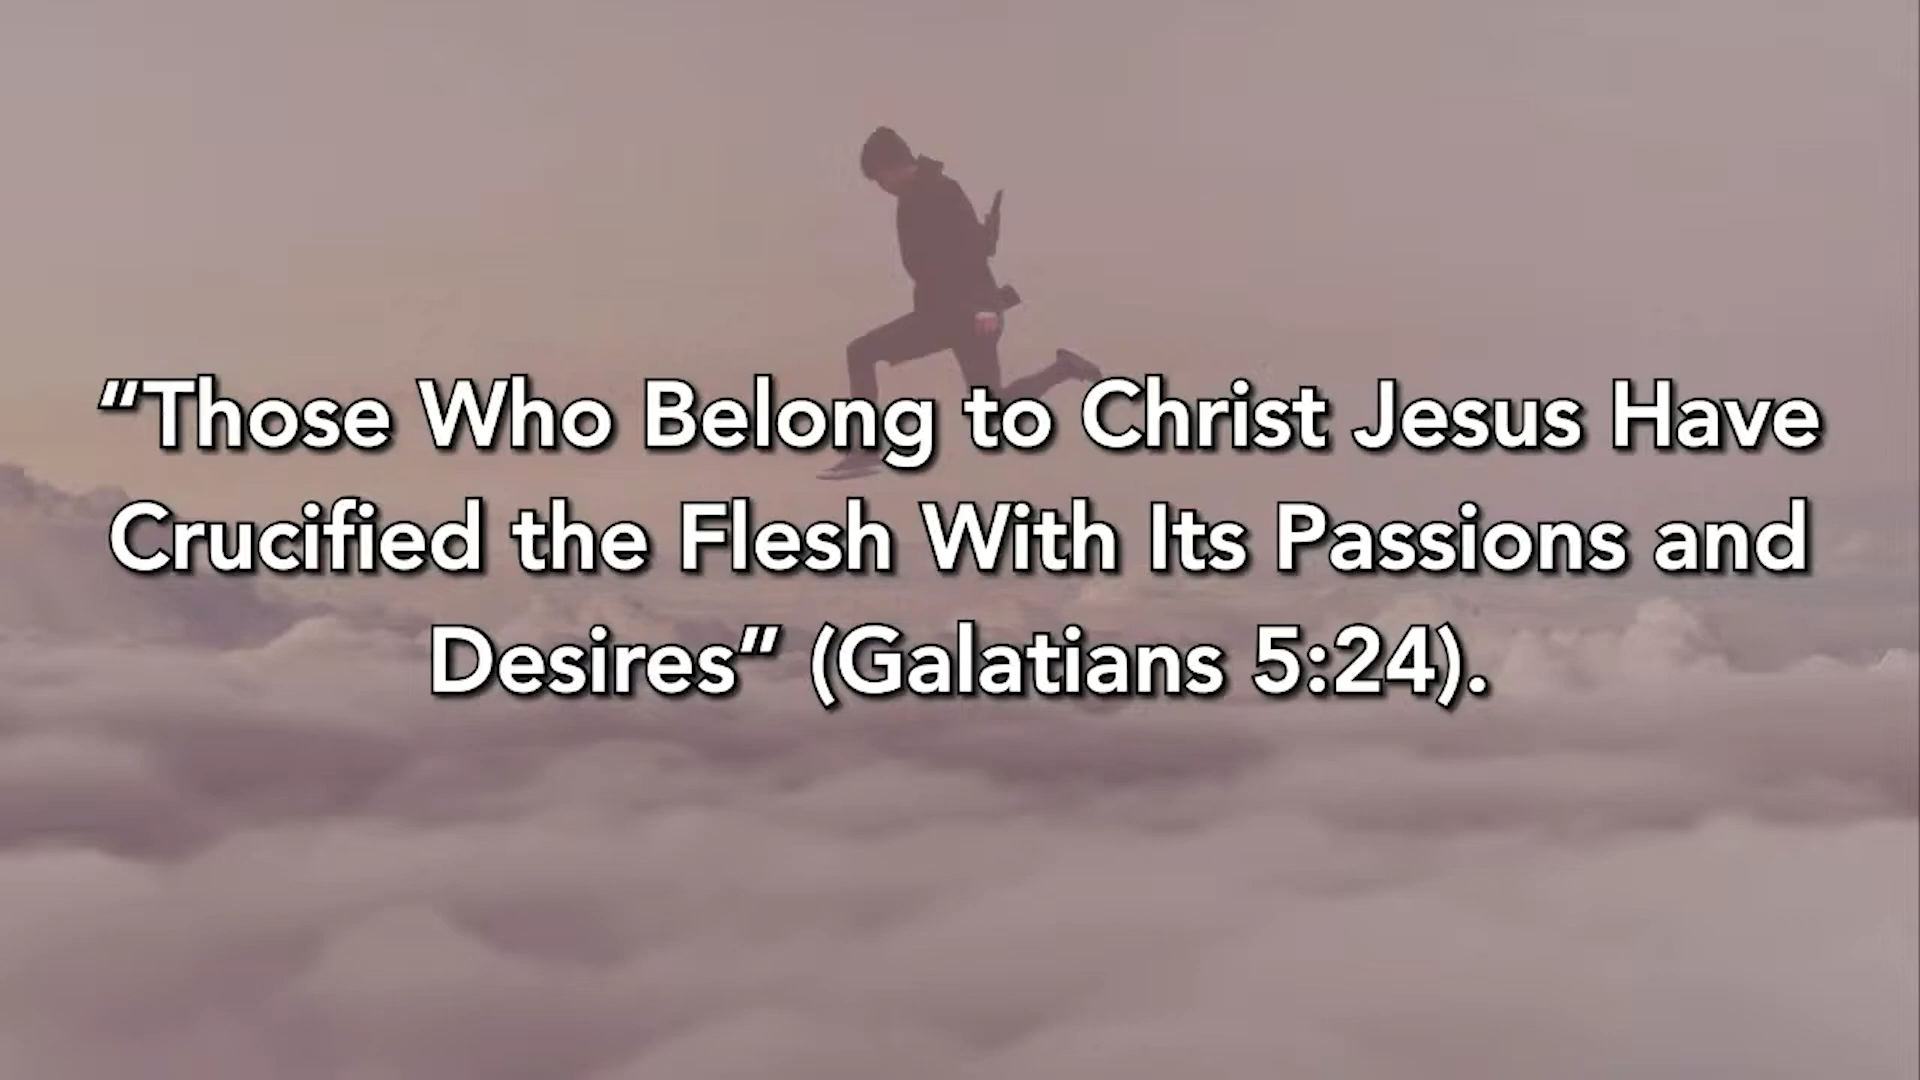 “Those Who Belong to Christ Jesus Have
Crucified the Flesh With Its Passions and
Desires” (Galatians 5:24).